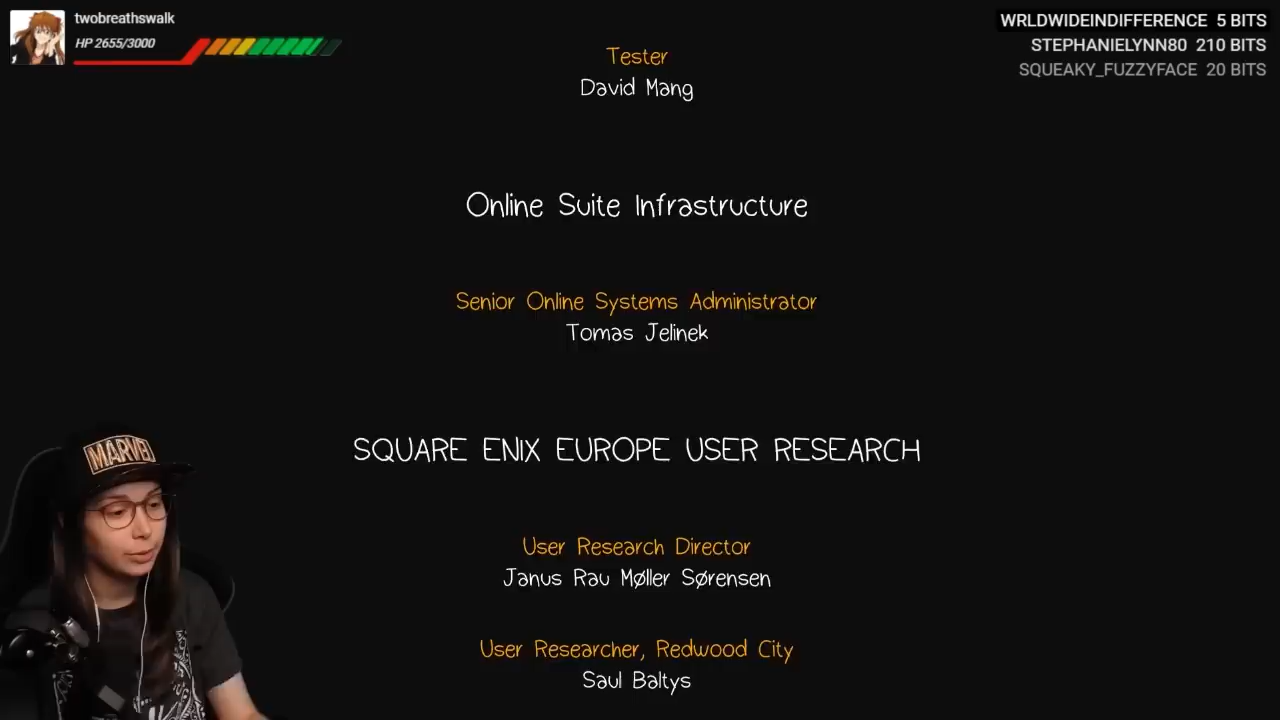 twobreathswalk
HP 2655/3000
WRLDWIDEINDIFFERENCE 5 BITS
STEPHANIELYNN80 210 BITS
SQUEAKY_FUZZYFACE 20 BITS
Tester
David Mang
Online Suite Infrastructure
Senior Online Systems Administrator
Tomas Jelinek
SQUARE ENIX EUROPE USER RESEARCH
User Research Director
Janus Rau Møller Sørensen
User Researcher, Redwood City
Saul Baltys
MARVEL